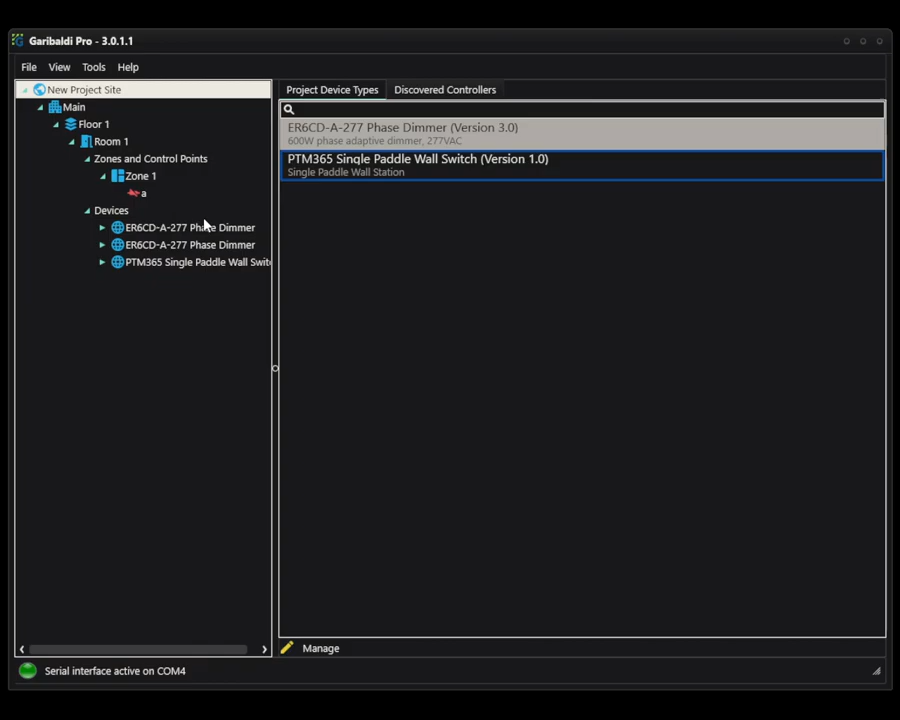 Garibaldi Pro - 3.0.1.1
File View Tools Help
New Project Site
Main
Floor 1
Room 1
Zones and Control Points
Zone 1
a
Devices
ER6CD-A-277 Phase Dimmer
ER6CD-A-277 Phase Dimmer
PTM365 Single Paddle Wall Swit
Project Device Types Discovered Controllers
ER6CD-A-277 Phase Dimmer (Version 3.0)
600W phase adaptive dimmer, 277VAC
PTM365 Single Paddle Wall Switch (Version 1.0)
Single Paddle Wall Station
Manage
Serial interface active on COM4